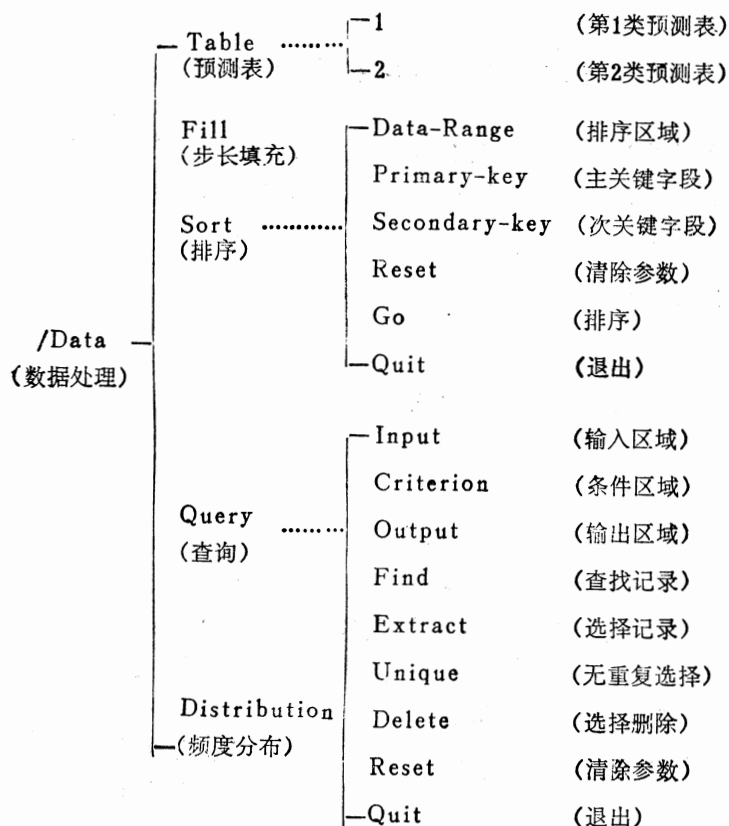 1 (第1类预测表)
Table ………
(预测表)
2 (第2类预测表)
Fill
(步长填充)
Data-Range (排序区域)
Primary-key (主关键字段)
Sort …………
(排序)
Secondary-key (次关键字段)
Reset (清除参数)
Go (排序)
/Data
(数据处理)
Quit (退出)
Input (输入区域)
Criterion (条件区域)
Query ………
(查询)
Output (输出区域)
Find (查找记录)
Extract (选择记录)
Unique (无重复选择)
Distribution
(频度分布)
Delete (选择删除)
Reset (清除参数)
Quit (退出)